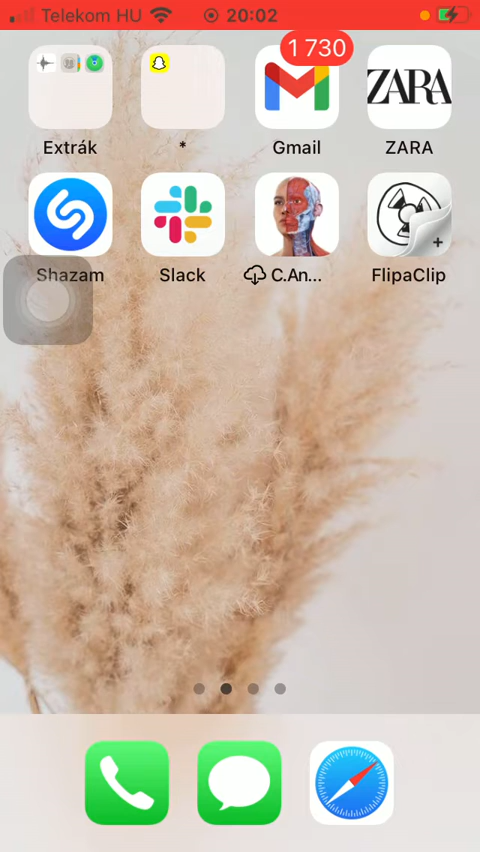 Telekom HU 20:02
1 730
Extrák * Gmail ZARA
ZARA
Shazam Slack C.An... FlipaClip